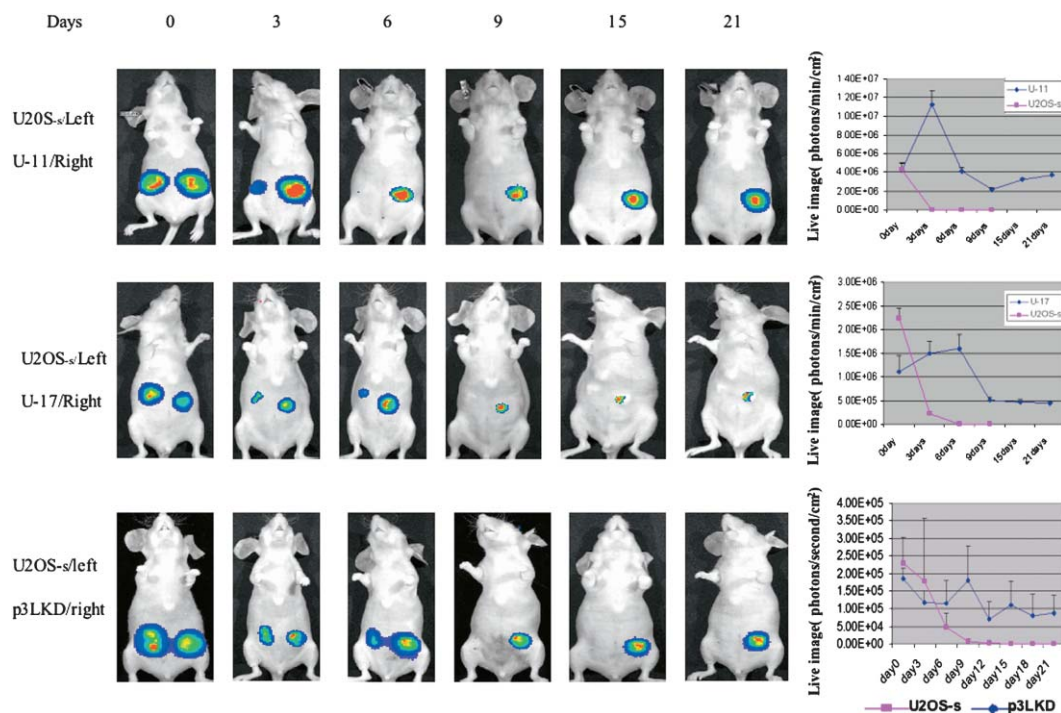 Days 0 3 6 9 15 21
U20S-s/Left
U-11/Right
Live image( photons/min/cm²)
1 40E+07
1.20E+07
1.00E+07
8.00E+06
6.00E+06
4.00E+06
2.00E+06
0.00E+00
U-11
U2OS-s
0day
3days
6days
9days
15days
21days
U2OS-s/Left
U-17/Right
Live image( photons/min/cm²)
3.00E+06
2.50E+06
2.00E+06
1.50E+06
1.00E+06
5.00E+05
0.00E+00
U-17
U2OS-s
0day
3days
6days
9days
15days
21days
U2OS-s/left
p3LKD/right
Live image( photons/second/cm²)
4.00E+05
3.50E+05
3.00E+05
2.50E+05
2.00E+05
1.50E+05
1.00E+05
5.00E+04
0.00E+00
day0
day3
day6
day9
day12
day15
day18
day21
U2OS-s p3LKD